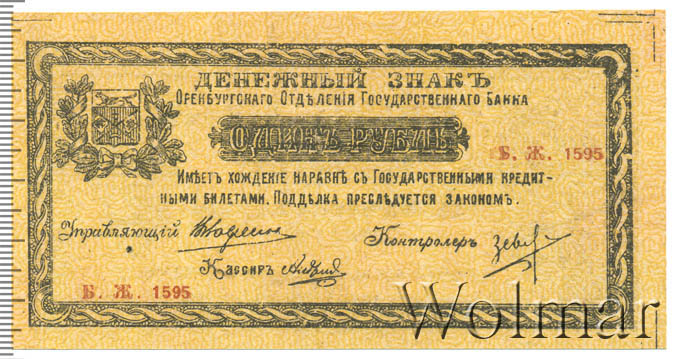 ДЕНЕЖНЫЙ ЗНАКЪ
Оренбургскаго Отдѣленія Государственнаго Банка
ОДИНЪ РУБЛЬ
Б. Ж. 1595
Имѣетъ хожденіе наравнѣ съ Государственными кредит-
ными билетами. Поддѣлка преслѣдуется закономъ.
Управляющій
Контролеръ
Кассиръ
Б. Ж. 1595
Wolmar